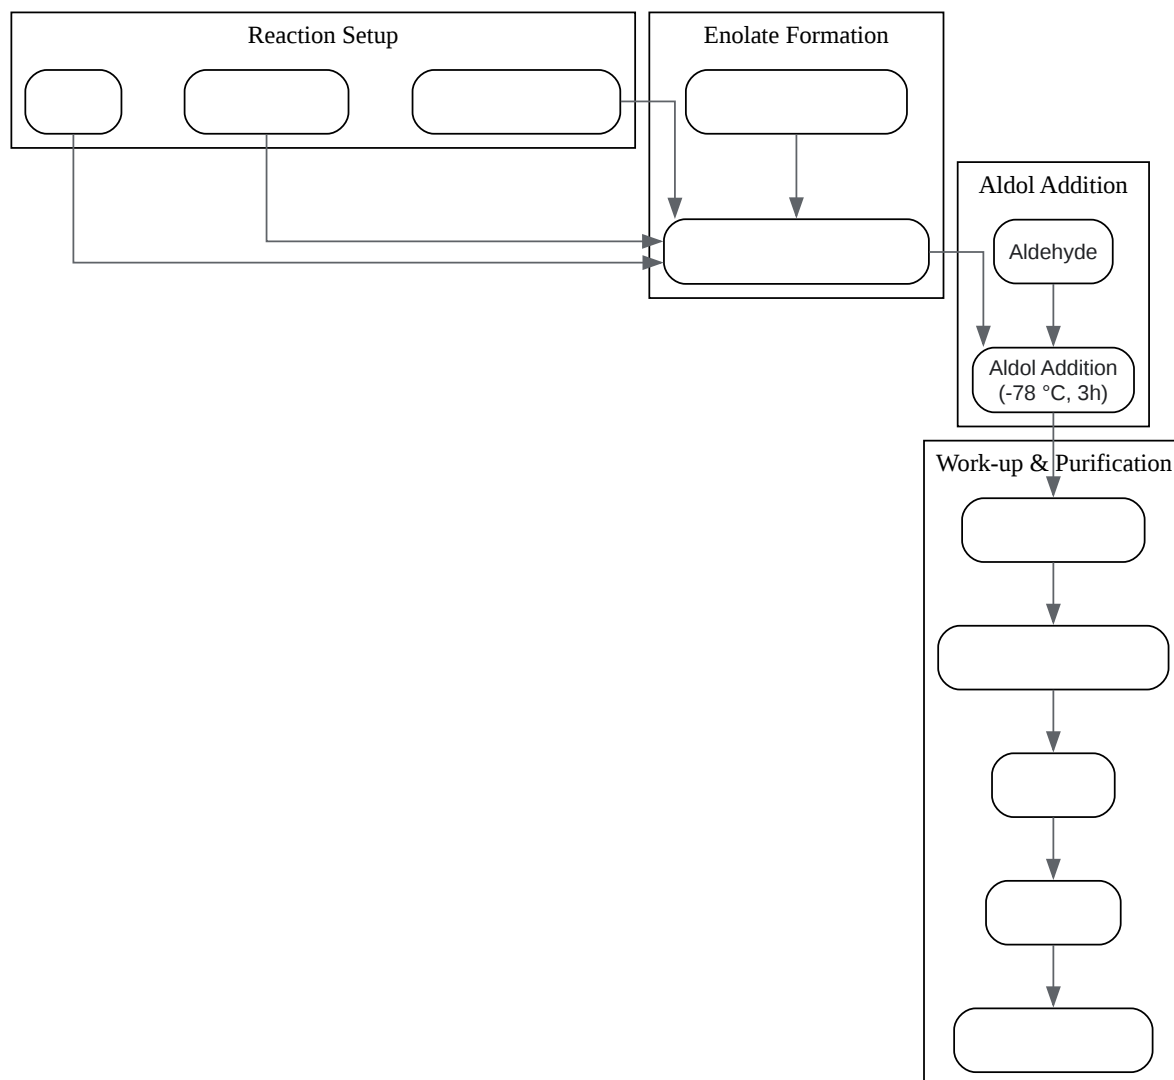 Reaction Setup
Enolate Formation
Aldol Addition
Aldehyde
Aldol Addition
(-78 °C, 3h)
Work-up & Purification